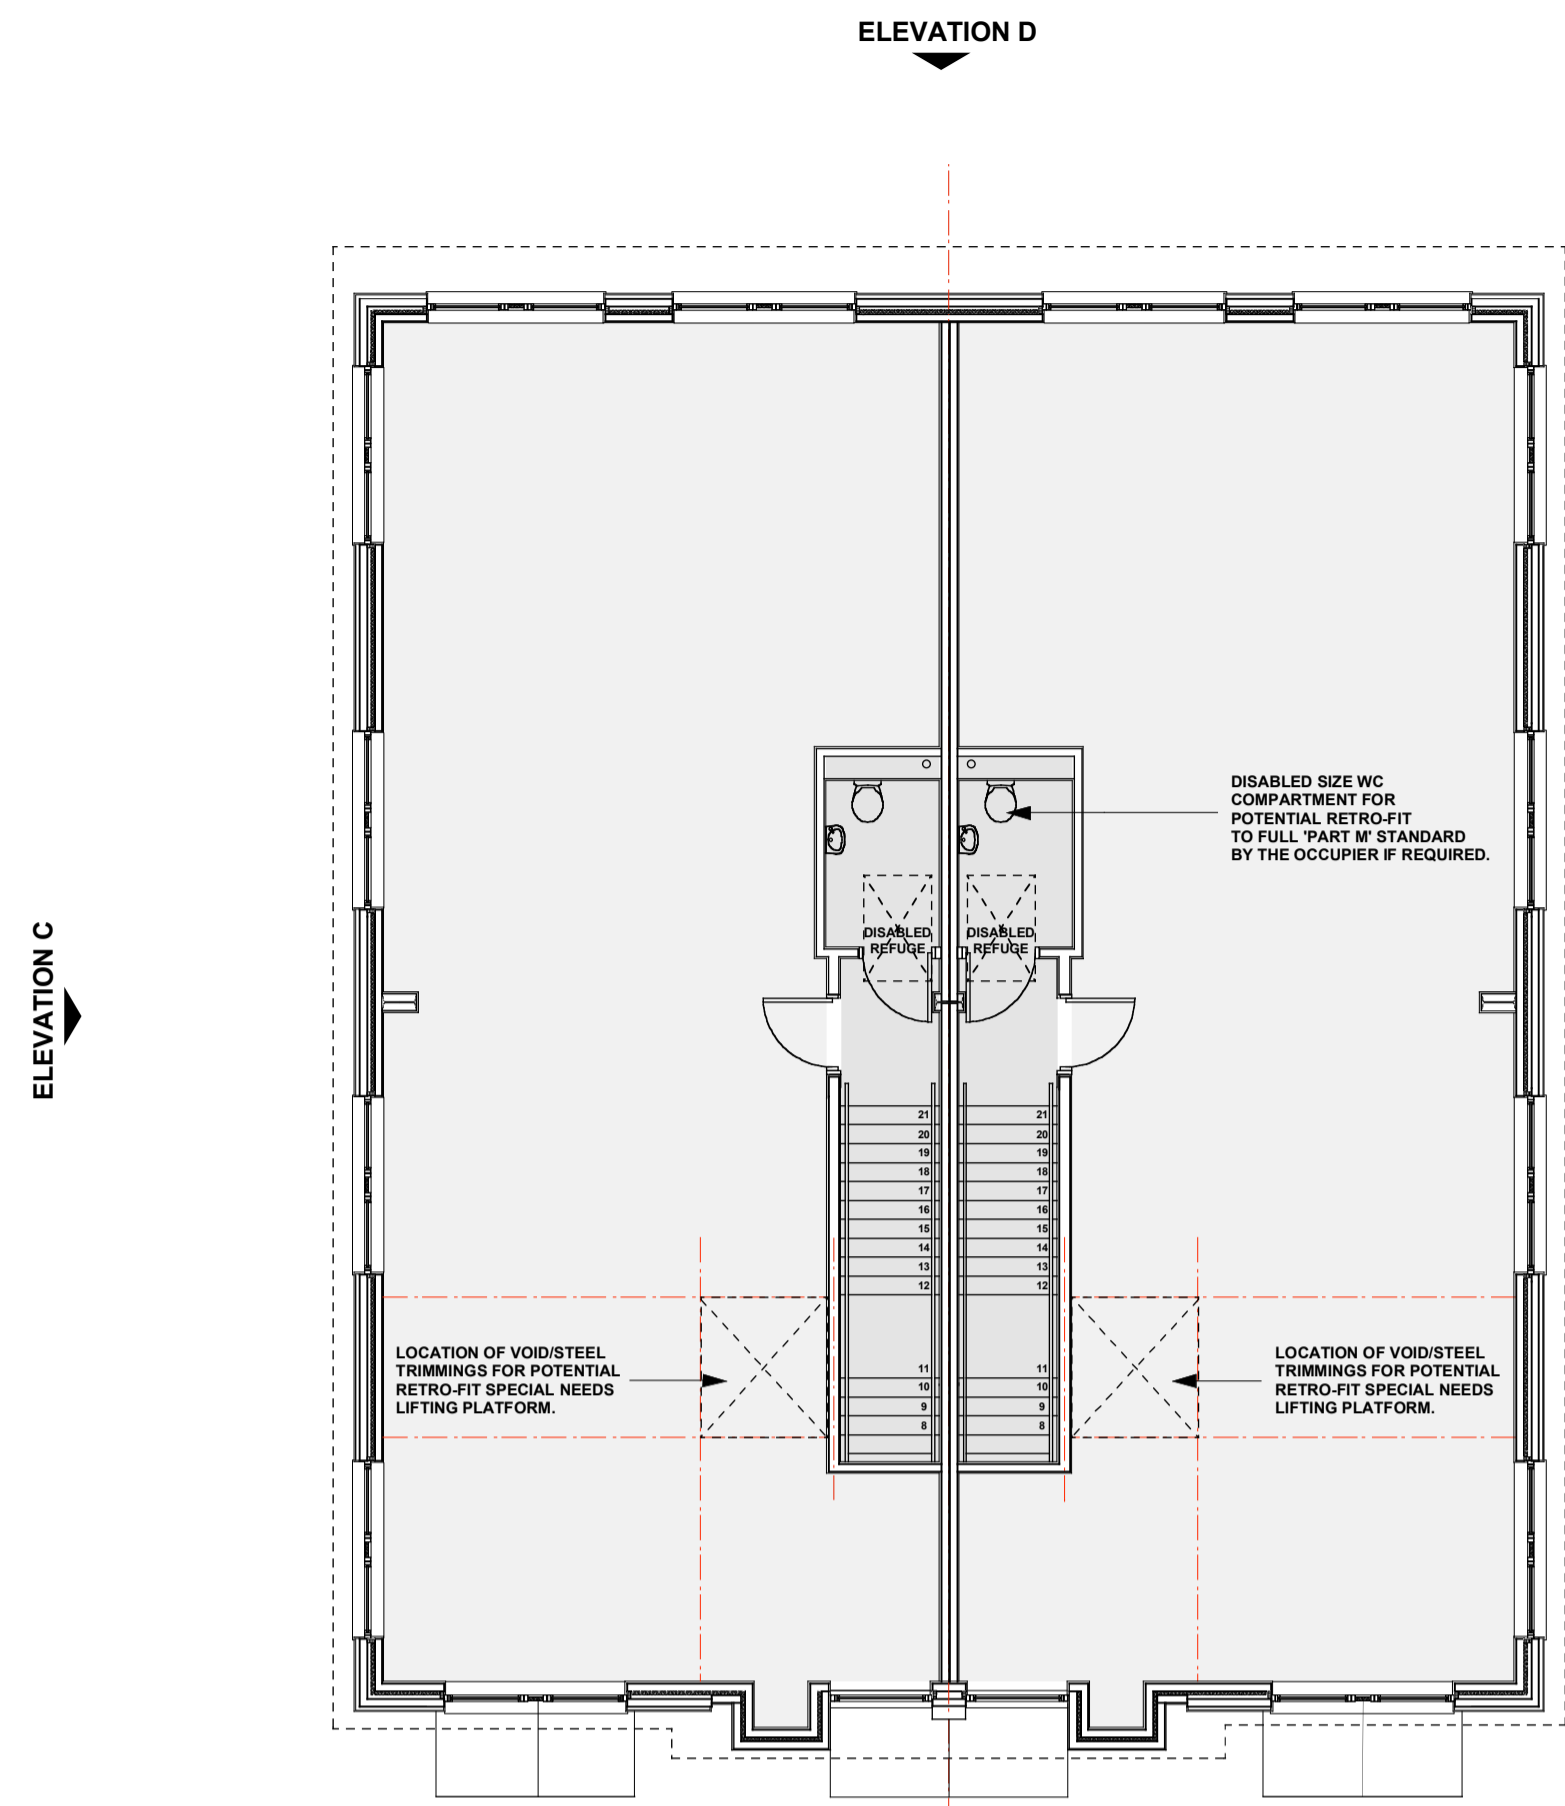 ELEVATION D
DISABLED SIZE WC
COMPARTMENT FOR
POTENTIAL RETRO-FIT
TO FULL 'PART M' STANDARD
BY THE OCCUPIER IF REQUIRED.
ELEVATION C
DISABLED
REFUGE
DISABLED
REFUGE
21
20
19
18
17
16
15
14
13
12
11
10
9
8
21
20
19
18
17
16
15
14
13
12
11
10
9
8
LOCATION OF VOID/STEEL
TRIMMINGS FOR POTENTIAL
RETRO-FIT SPECIAL NEEDS
LIFTING PLATFORM.
LOCATION OF VOID/STEEL
TRIMMINGS FOR POTENTIAL
RETRO-FIT SPECIAL NEEDS
LIFTING PLATFORM.